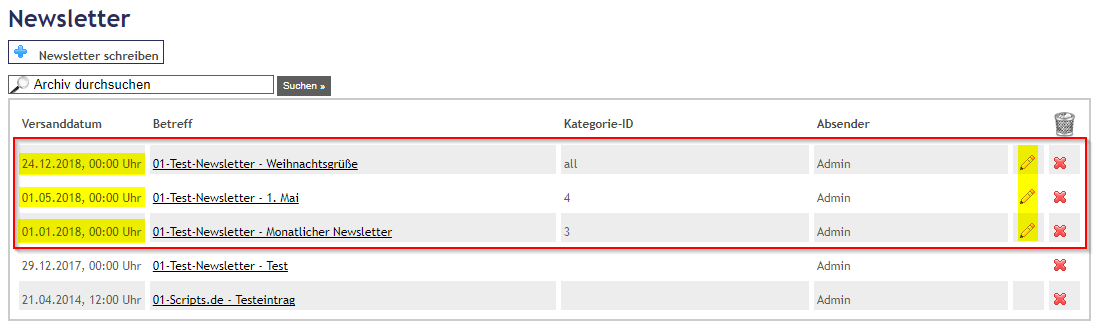 Newsletter
Newsletter schreiben
Archiv durchsuchen Suchen »
Versanddatum Betreff Kategorie-ID Absender
24.12.2018, 00:00 Uhr 01-Test-Newsletter - Weihnachtsgrüße all Admin
01.05.2018, 00:00 Uhr 01-Test-Newsletter - 1. Mai 4 Admin
01.01.2018, 00:00 Uhr 01-Test-Newsletter - Monatlicher Newsletter 3 Admin
29.12.2017, 00:00 Uhr 01-Test-Newsletter - Test Admin
21.04.2014, 12:00 Uhr 01-Scripts.de - Testeintrag Admin